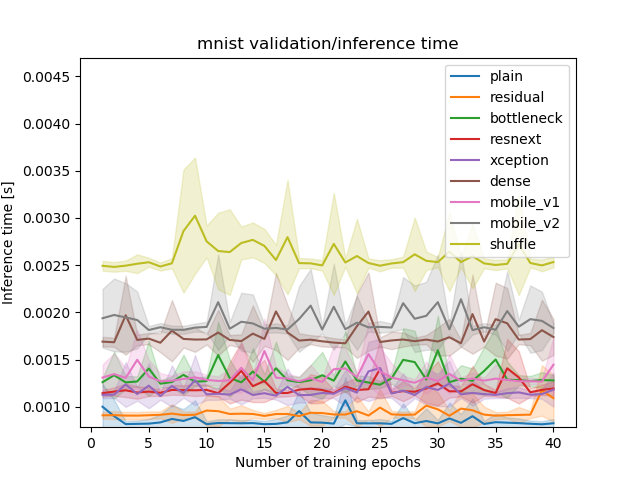 mnist validation/inference time
0.0045
0.0040
0.0035
0.0030
0.0025
0.0020
0.0015
0.0010
Inference time [s]
plain
residual
bottleneck
resnext
xception
dense
mobile_v1
mobile_v2
shuffle
0 5 10 15 20 25 30 35 40
Number of training epochs